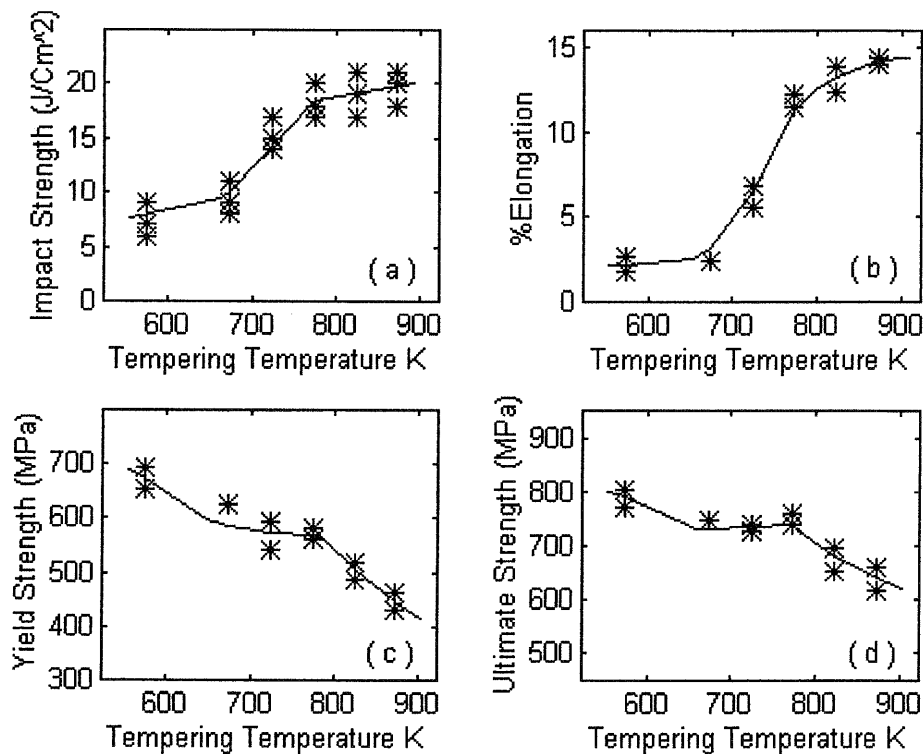 Impact Strength (J/Cm^2)
20
15
10
5
0
( a )
600 700 800 900
Tempering Temperature K
%Elongation
15
10
5
0
( b )
600 700 800 900
Tempering Temperature K
Yield Strength (MPa)
700
600
500
400
300
( c )
600 700 800 900
Tempering Temperature K
Ultimate Strength (MPa)
900
800
700
600
500
( d )
600 700 800 900
Tempering Temperature K